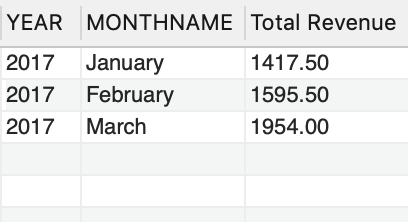 YEAR MONTHNAME Total Revenue
2017 January 1417.50
2017 February 1595.50
2017 March 1954.00